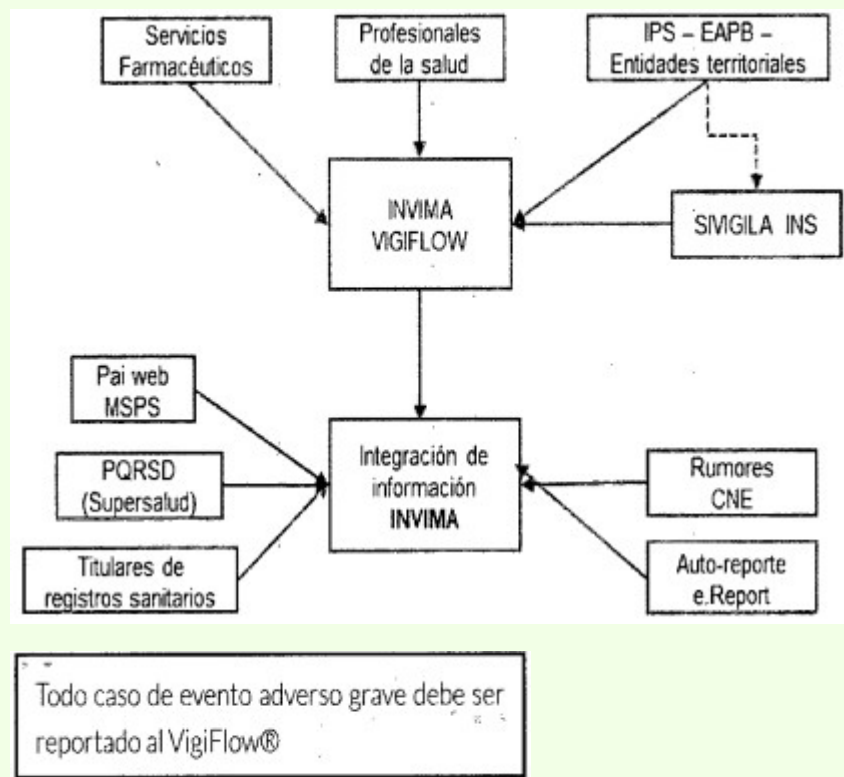 Servicios
Farmacéuticos
Profesionales
de la salud
IPS – EAPB –
Entidades territoriales
INVIMA
VIGIFLOW
SIVIGILA INS
Pai web
MSPS
PQRSD
(Supersalud)
Titulares de
registros sanitarios
Integración de
información
INVIMA
Rumores
CNE
Auto-reporte
e.Report
Todo caso de evento adverso grave debe ser
reportado al VigiFlow®